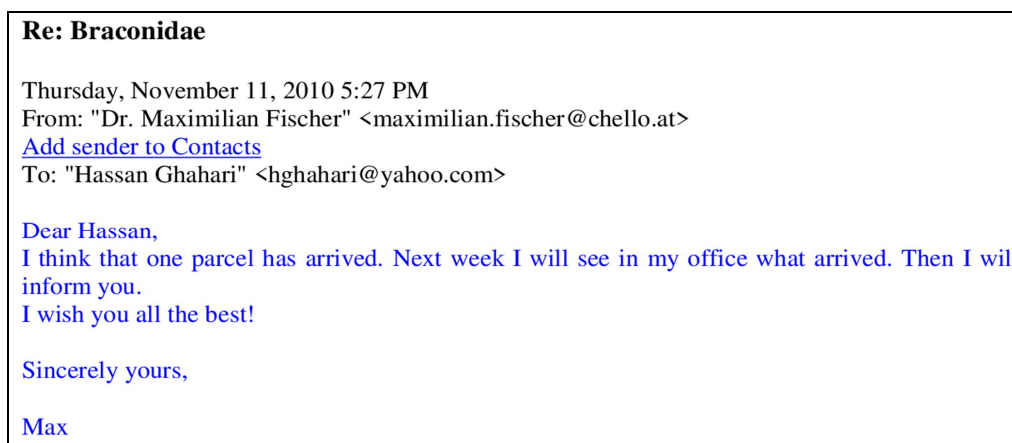 Re: Braconidae
Thursday, November 11, 2010 5:27 PM
From: "Dr. Maximilian Fischer" <maximilian.fischer@chello.at>
Add sender to Contacts
To: "Hassan Ghahari" <hghahari@yahoo.com>
Dear Hassan,
I think that one parcel has arrived. Next week I will see in my office what arrived. Then I wil
inform you.
I wish you all the best!
Sincerely yours,
Max